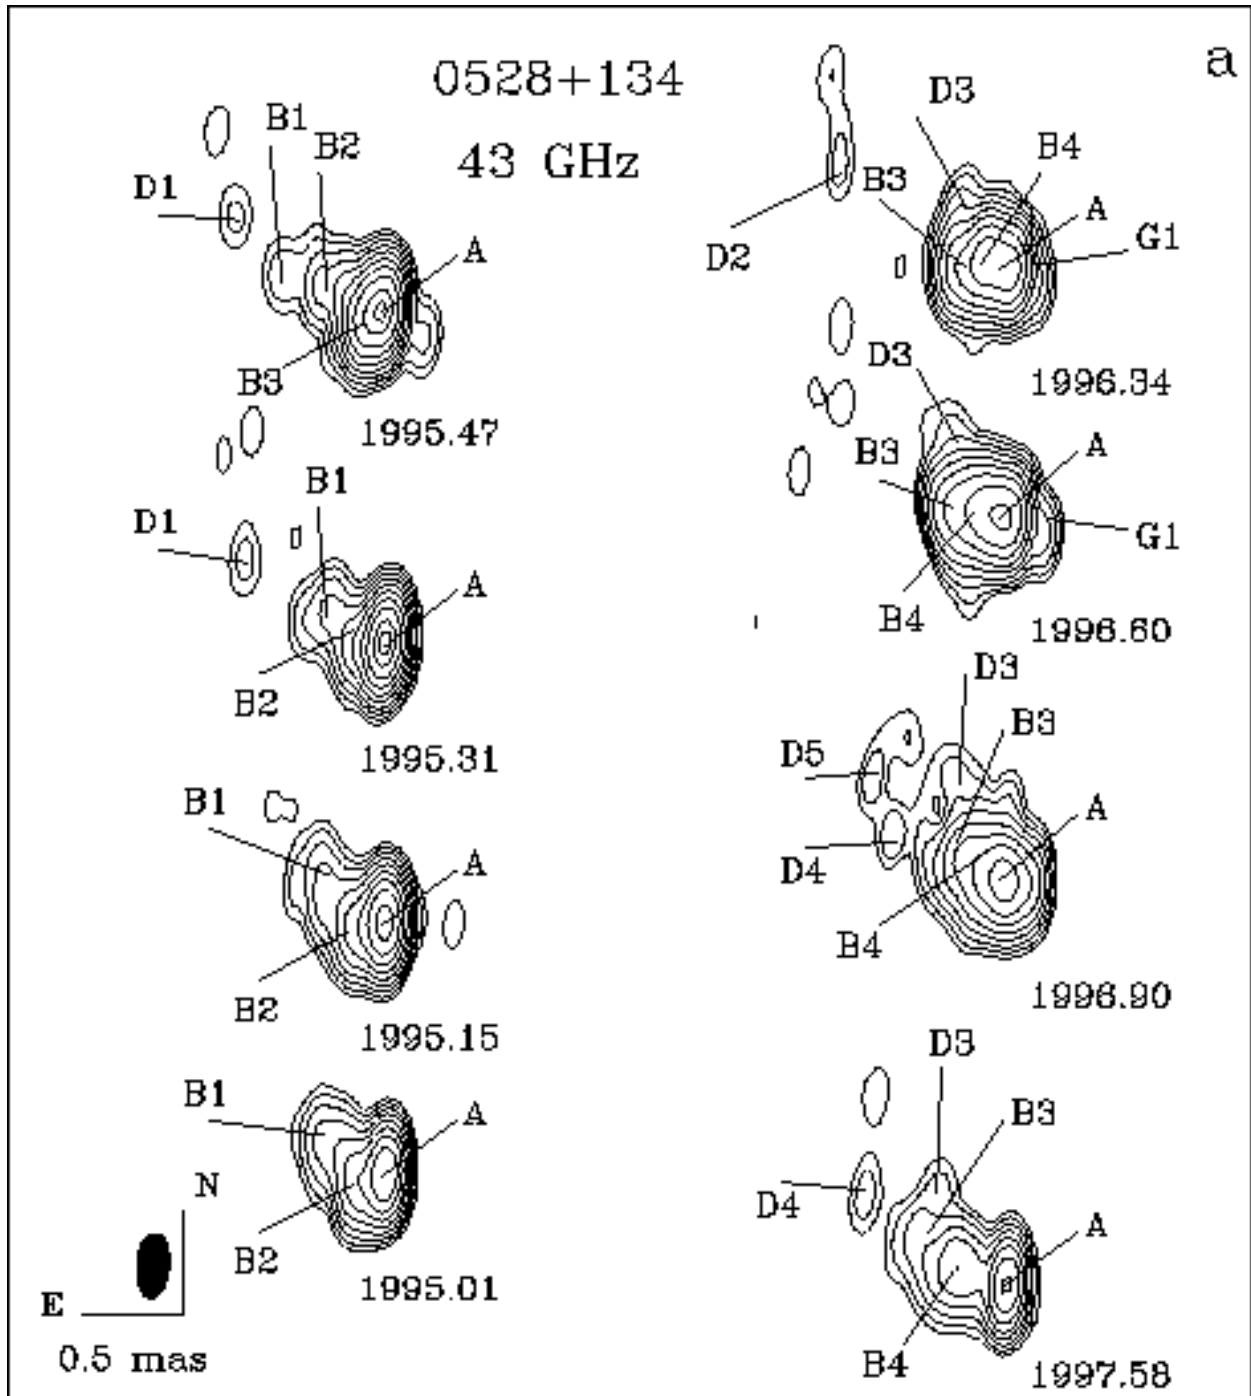 0528+134
43 GHz
a
B1
B2
D1
A
B3
1995.47
B1
D1
A
B2
1995.31
B1
A
B2
1995.15
B1
A
B2
1995.01
N
E
0.5 mas
D3
B4
B3
A
G1
D2
1996.34
D3
B3
A
G1
B4
1996.60
D3
B3
D5
A
D4
B4
1996.90
D3
B3
D4
A
B4
1997.58